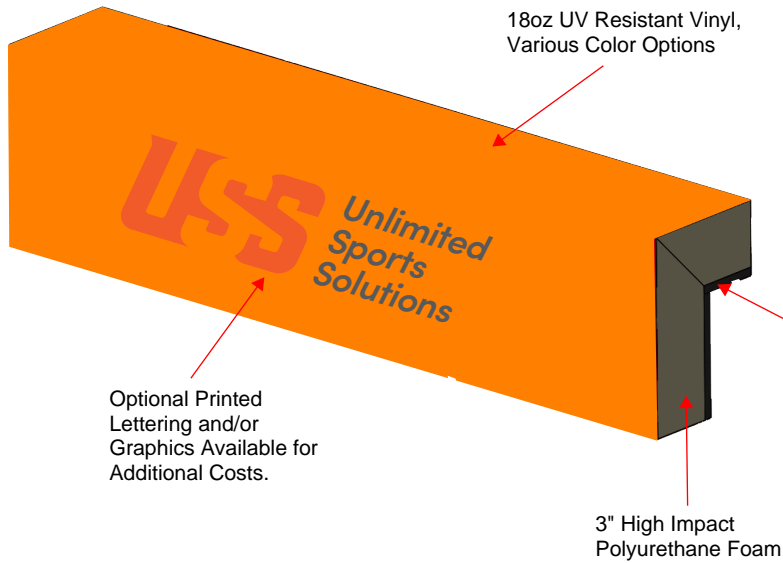 18oz UV Resistant Vinyl,
Various Color Options
USS
Unlimited
Sports
Solutions
Optional Printed
Lettering and/or
Graphics Available for
Additional Costs.
3" High Impact
Polyurethane Foam